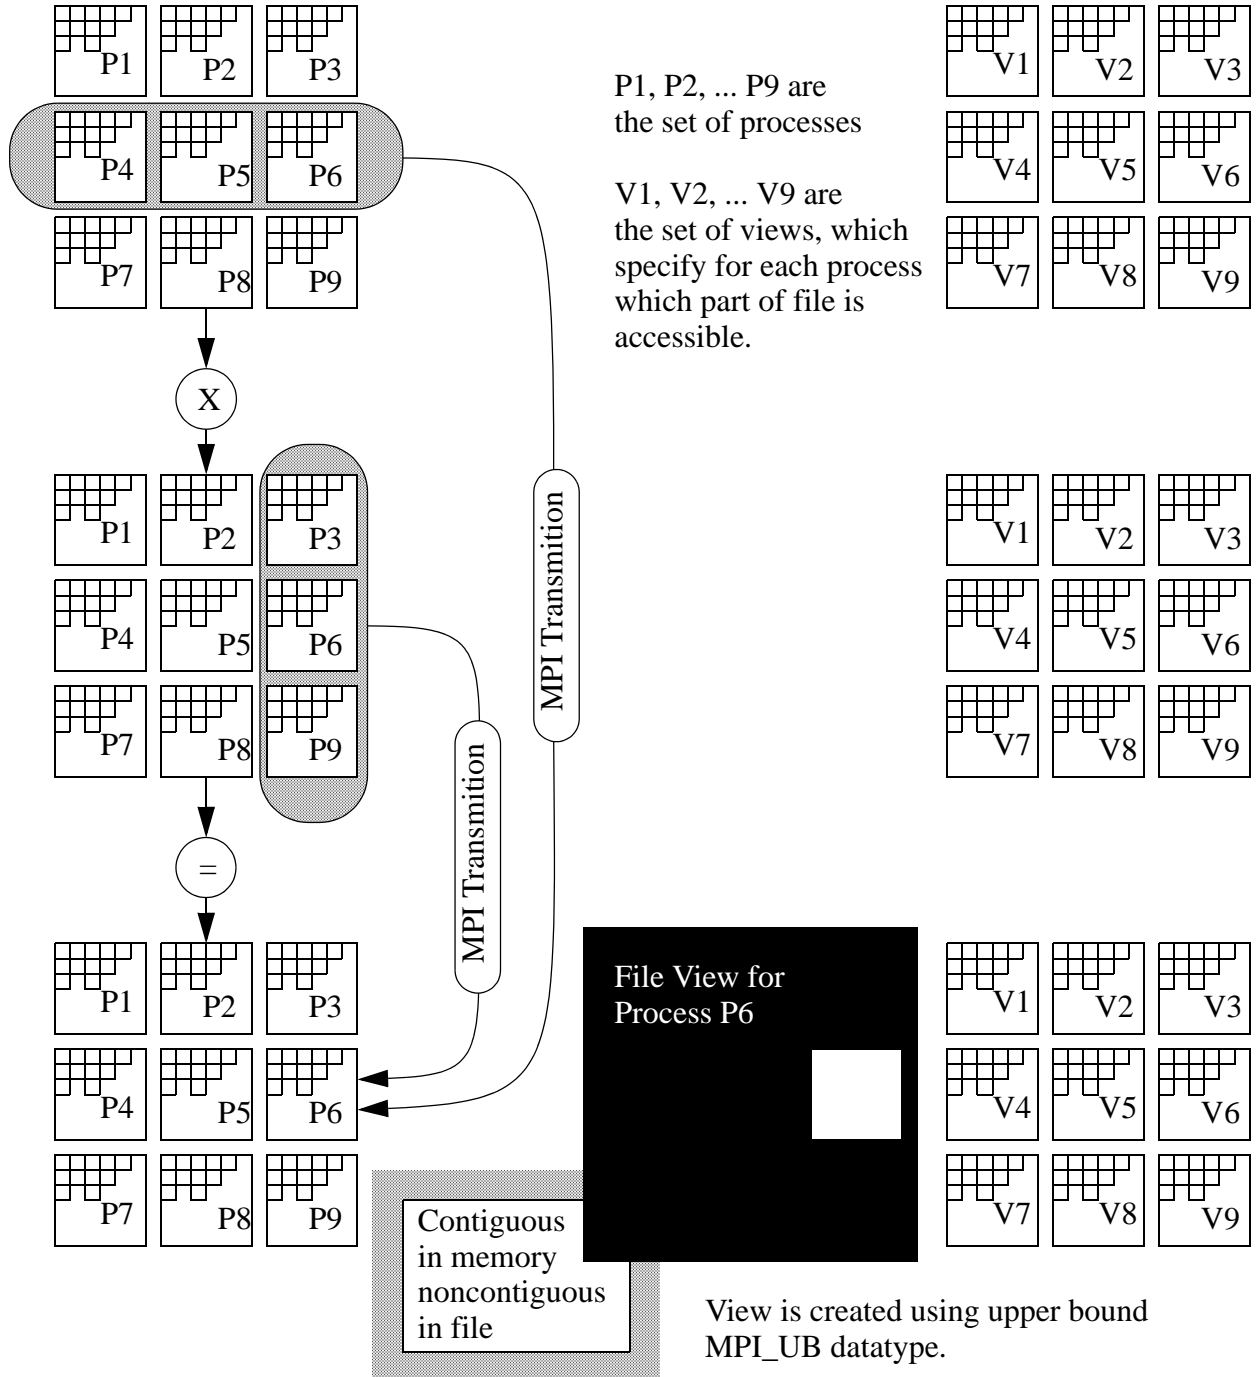 P1 P2 P3
P4 P5 P6
P7 P8 P9
X
P1 P2 P3
P4 P5 P6
P7 P8 P9
=
P1 P2 P3
P4 P5 P6
P7 P8 P9
MPI Transmition
MPI Transmition
P1, P2, ... P9 are
the set of processes
V1, V2, ... V9 are
the set of views, which
specify for each process
which part of file is
accessible.
V1 V2 V3
V4 V5 V6
V7 V8 V9
V1 V2 V3
V4 V5 V6
V7 V8 V9
V1 V2 V3
V4 V5 V6
V7 V8 V9
File View for
Process P6
Contiguous
in memory
noncontiguous
in file
View is created using upper bound
MPI_UB datatype.